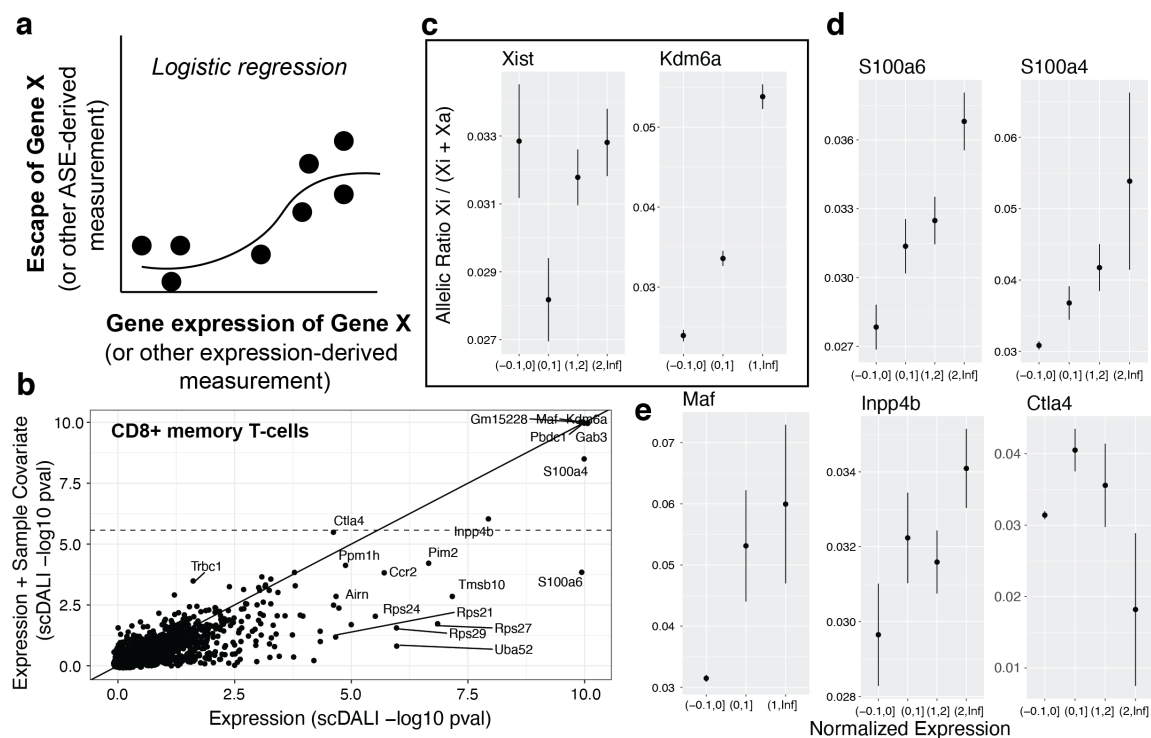 a
Logistic regression
Escape of Gene X
(or other ASE-derived
measurement)
Gene expression of Gene X
(or other expression-derived
measurement)
b
CD8+ memory T-cells
Expression + Sample Covariate
(scDALI −log10 pval)
10.0
7.5
5.0
2.5
0.0
Gm15228
Maf
Kdm6a
Pbdc1
Gab3
S100a4
Ctla4
Inpp4b
Ppm1h
Pim2
Trbc1
Ccr2
S100a6
Airn
Tmsb10
Rps24
Rps21
Rps27
Rps29
Uba52
0.0
2.5
5.0
7.5
10.0
Expression (scDALI −log10 pval)
c
Allelic Ratio Xi / (Xi + Xa)
Xist
0.033
0.031
0.029
0.027
(−0.1,0]
(0,1]
(1,2]
(2,Inf]
Kdm6a
0.05
0.04
0.03
(−0.1,0]
(0,1]
(1,Inf]
d
S100a6
0.036
0.033
0.030
0.027
(−0.1,0]
(0,1]
(1,2]
(2,Inf]
S100a4
0.06
0.05
0.04
0.03
(−0.1,0]
(0,1]
(1,2]
(2,Inf]
e
Maf
0.07
0.06
0.05
0.04
0.03
(−0.1,0]
(0,1]
(1,Inf]
Inpp4b
0.034
0.032
0.030
0.028
(−0.1,0]
(0,1]
(1,2]
(2,Inf]
Ctla4
0.04
0.03
0.02
0.01
(−0.1,0]
(0,1]
(1,2]
(2,Inf]
Normalized Expression